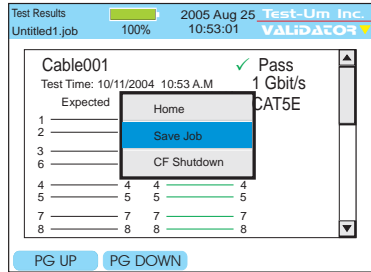 Test Results 2005 Aug 25 Test-Um Inc.
Untitled1.job 100% 10:53:01 VALIDATOR
Cable001 ✓ Pass
Test Time: 10/11/2004 10:53 A.M 1 Gbit/s
Expected CAT5E
Home
Save Job
CF Shutdown
1
2
3
6
4 4 4 4
5 5 5 5
7 7 7 7
8 8 8 8
PG UP PG DOWN